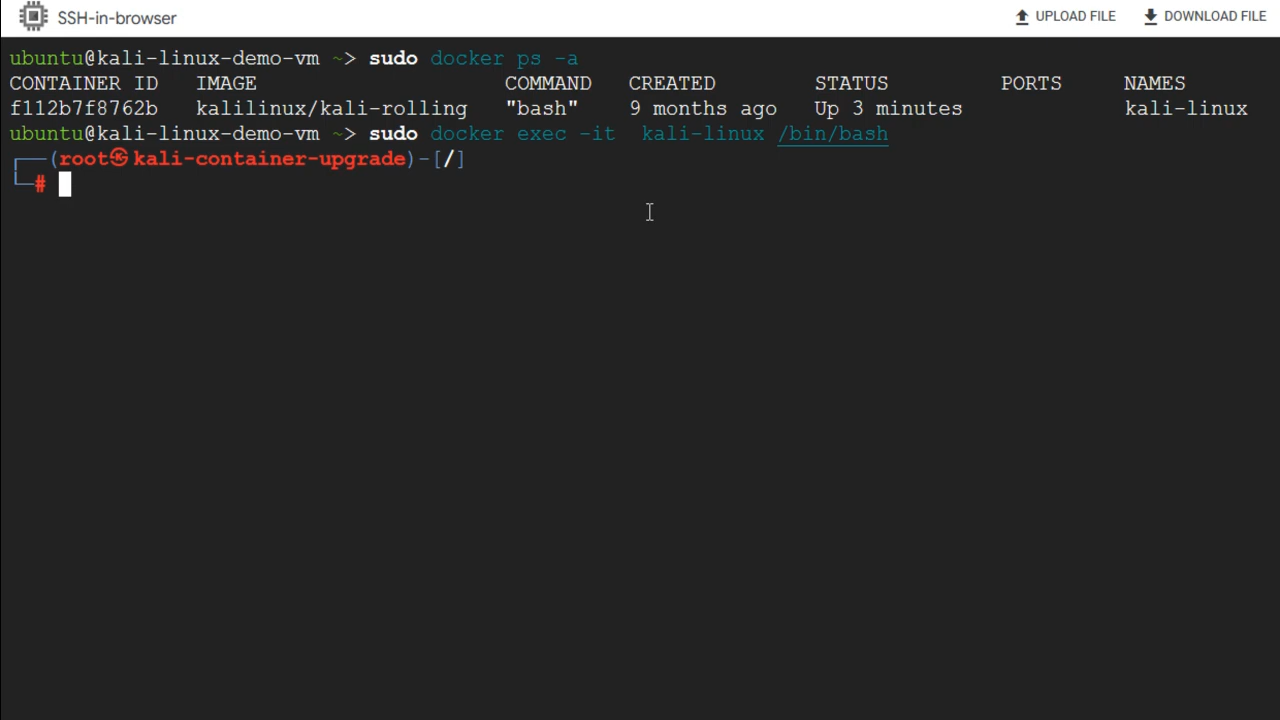 SSH-in-browser UPLOAD FILE DOWNLOAD FILE
ubuntu@kali-linux-demo-vm ~> sudo docker ps -a
CONTAINER ID   IMAGE                    COMMAND   CREATED        STATUS         PORTS     NAMES
f112b7f8762b   kalilinux/kali-rolling   "bash"    9 months ago   Up 3 minutes             kali-linux
ubuntu@kali-linux-demo-vm ~> sudo docker exec -it  kali-linux /bin/bash
┌──(root㉿kali-container-upgrade)-[/]
└─#